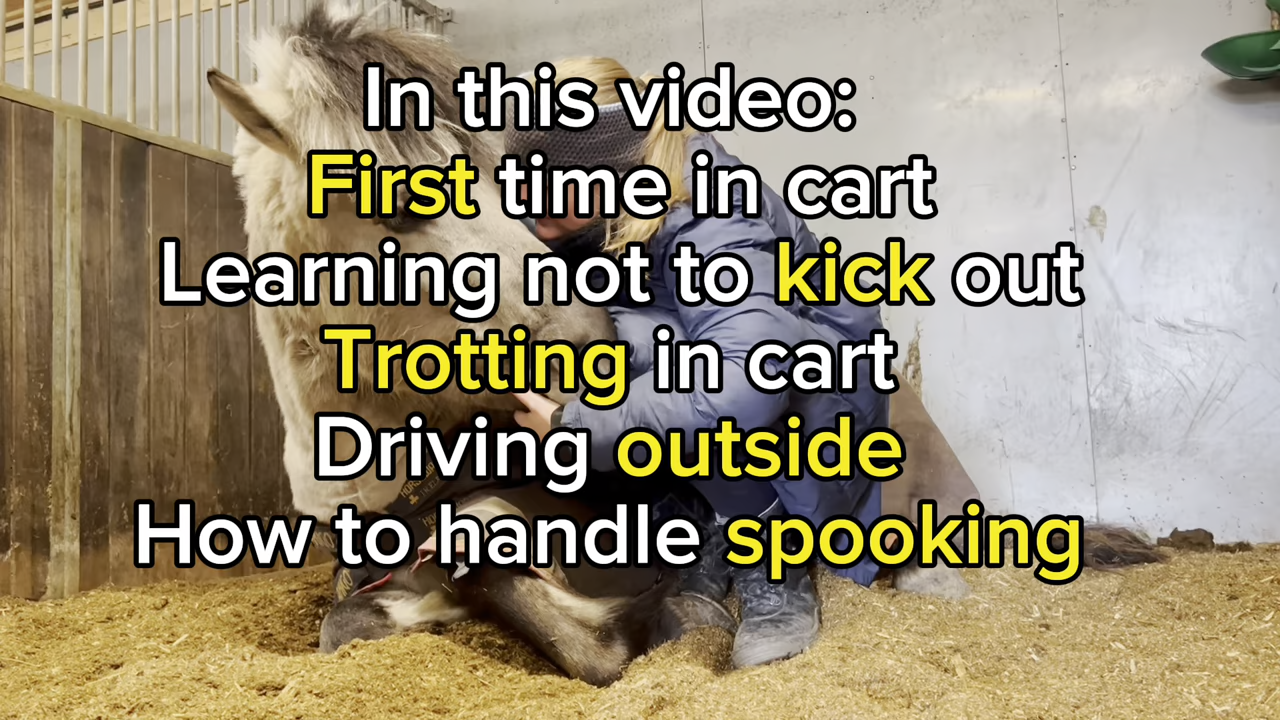 In this video:
First time in cart
Learning not to kick out
Trotting in cart
Driving outside
How to handle spooking